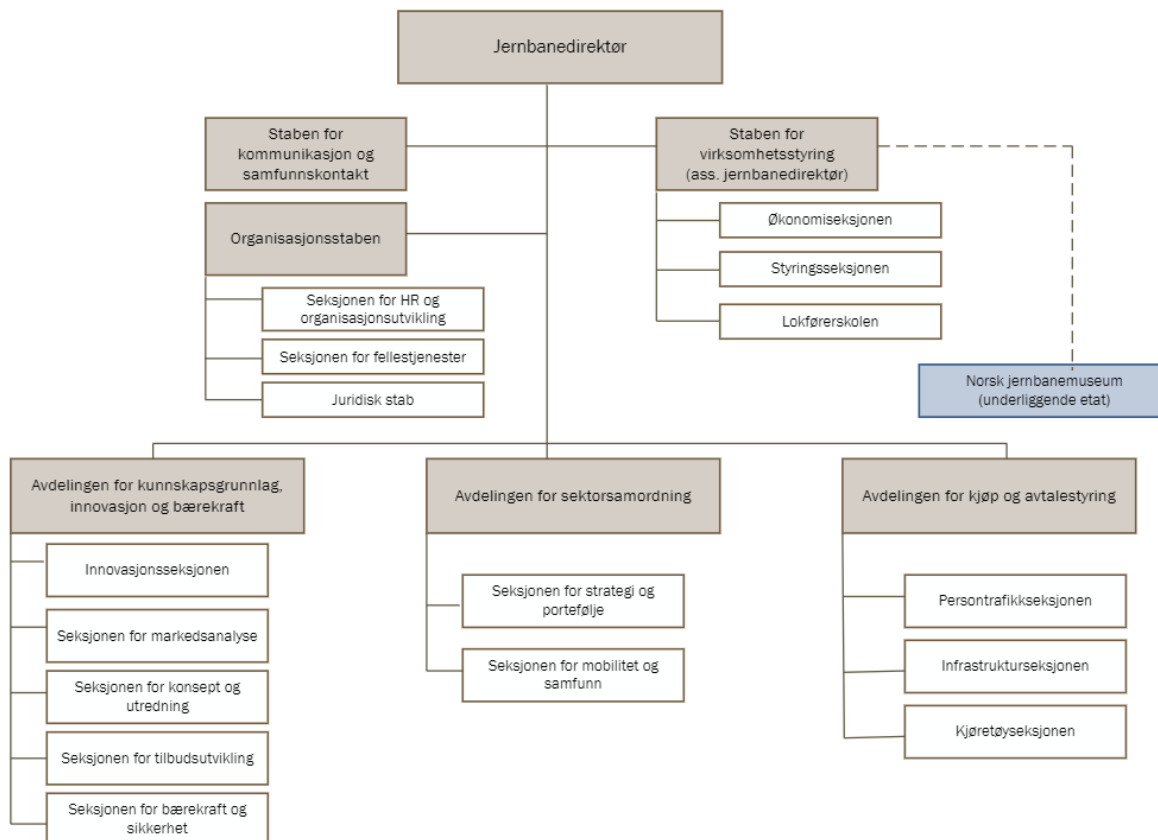 Jernbanedirektør
Staben for
kommunikasjon og
samfunnskontakt
Staben for
virksomhetsstyring
(ass. jernbanedirektør)
Organisasjonsstaben
Økonomiseksjonen
Styringsseksjonen
Lokførerskolen
Seksjonen for HR og
organisasjonsutvikling
Seksjonen for fellestjenester
Juridisk stab
Norsk jernbanemuseum
(underliggende etat)
Avdelingen for kunnskapsgrunnlag,
innovasjon og bærekraft
Innovasjonsseksjonen
Seksjonen for markedsanalyse
Seksjonen for konsept og
utredning
Seksjonen for tilbudsutvikling
Seksjonen for bærekraft og
sikkerhet
Avdelingen for sektorsamordning
Seksjonen for strategi og
portefølje
Seksjonen for mobilitet og
samfunn
Avdelingen for kjøp og avtalestyring
Persontrafikkseksjonen
Infrastrukturseksjonen
Kjøretøyseksjonen